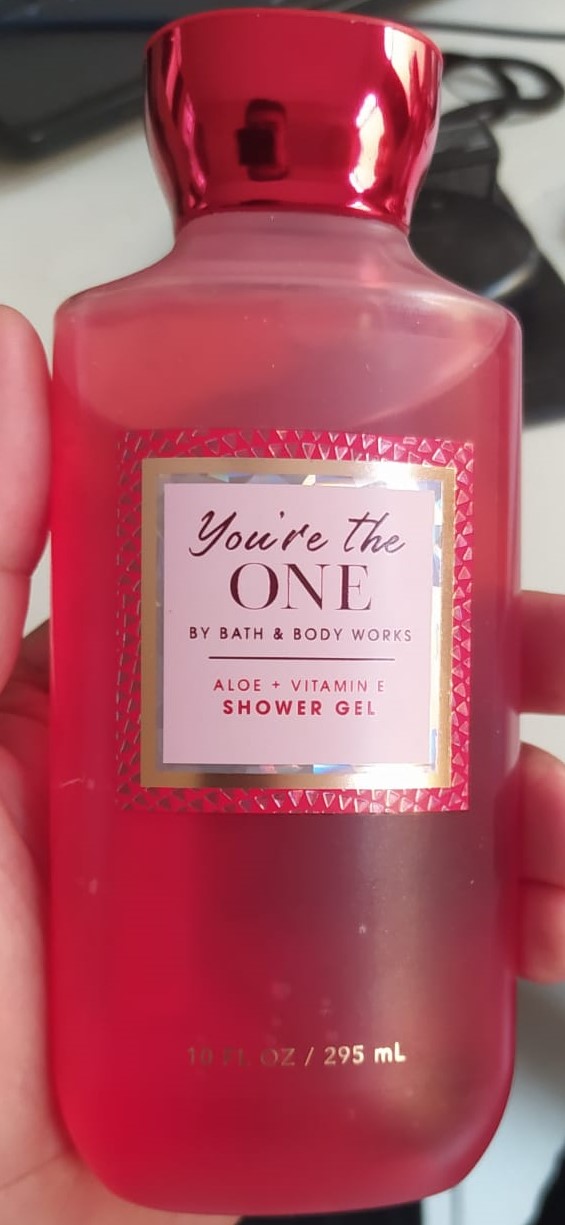 You're the
ONE
BY BATH & BODY WORKS
ALOE + VITAMIN E
SHOWER GEL
10 FL OZ / 295 mL